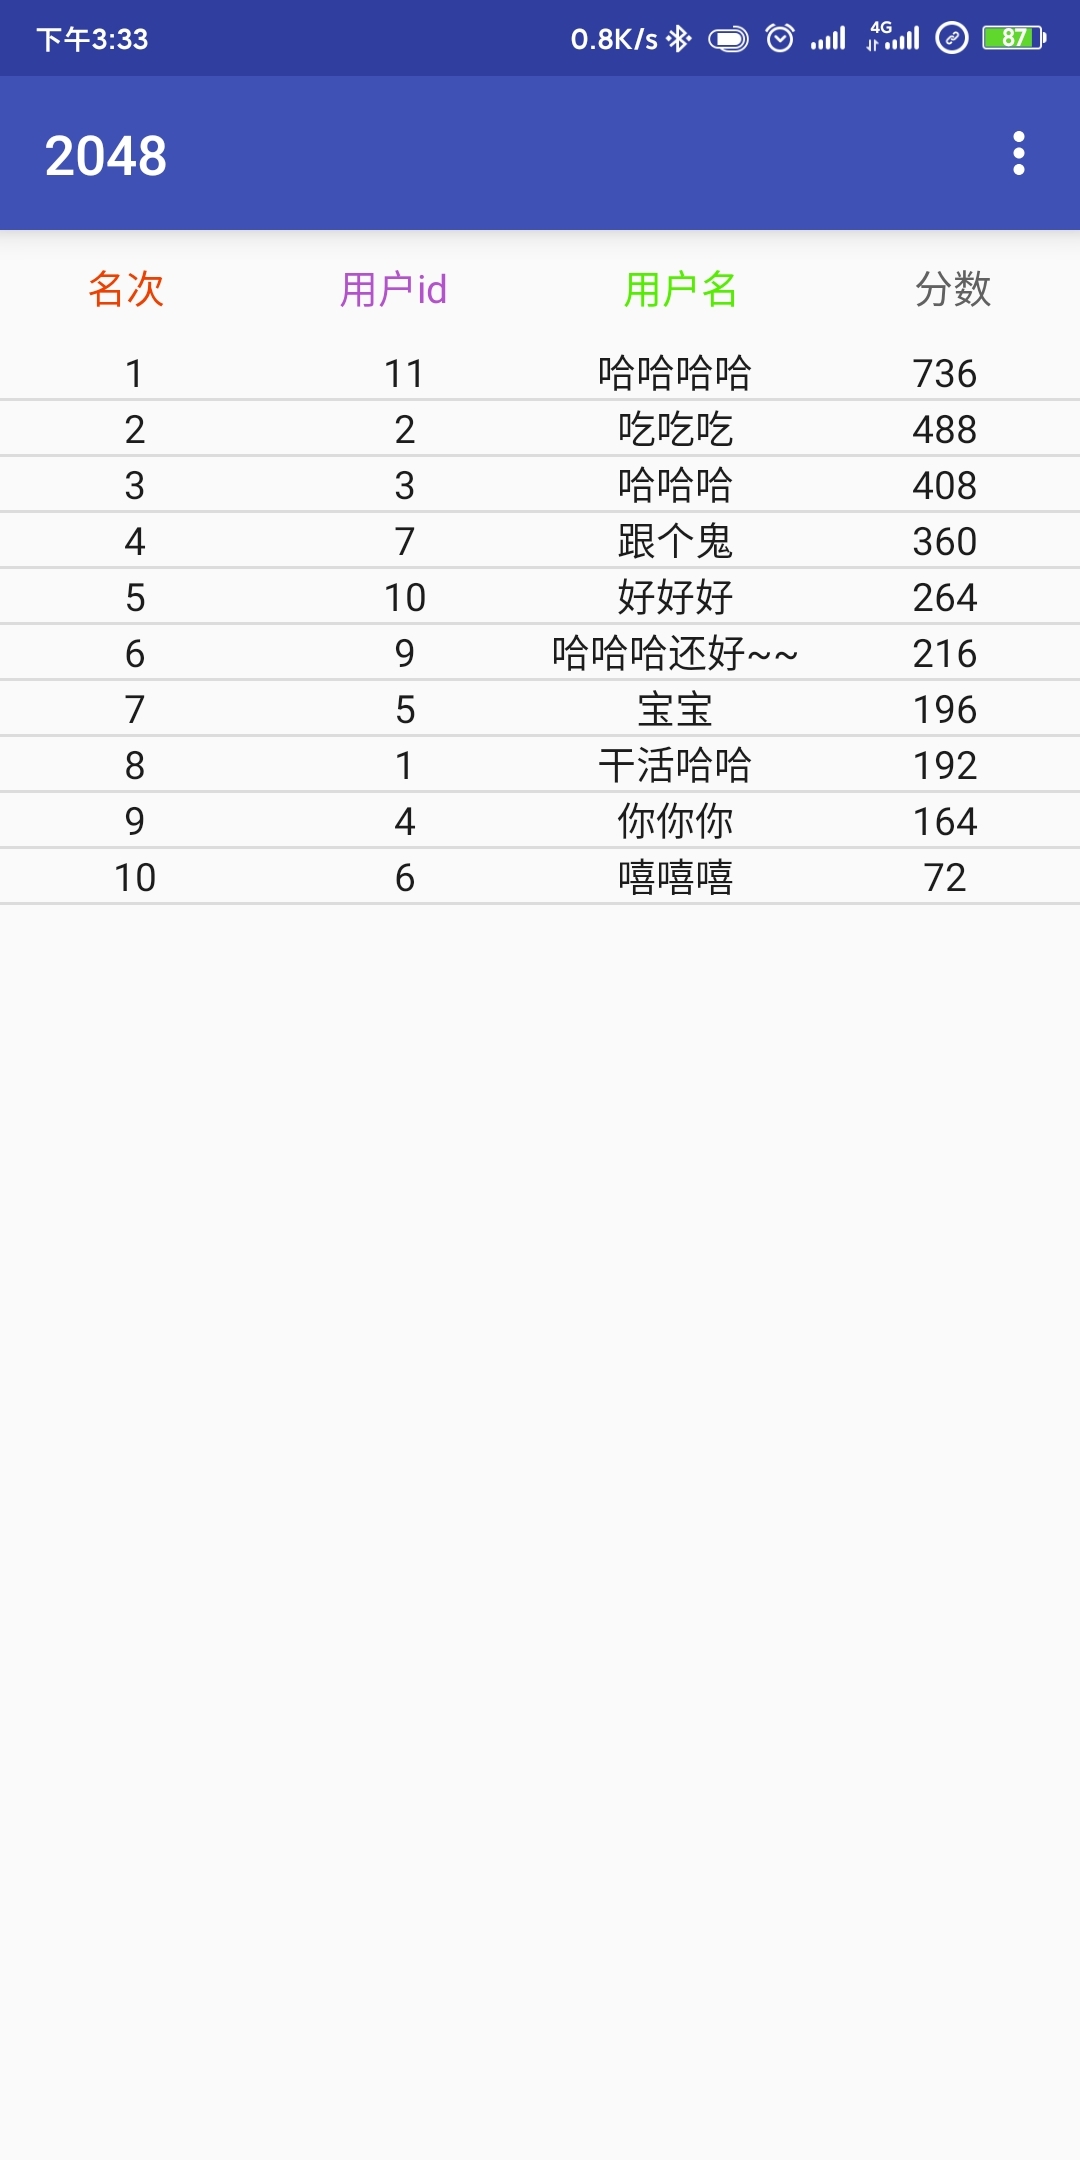 下午3:33 0.8K/s 4G 87
2048
名次 用户id 用户名 分数
1 11 哈哈哈哈 736
2 2 吃吃吃 488
3 3 哈哈哈 408
4 7 跟个鬼 360
5 10 好好好 264
6 9 哈哈哈还好~~ 216
7 5 宝宝 196
8 1 干活哈哈 192
9 4 你你你 164
10 6 嘻嘻嘻 72